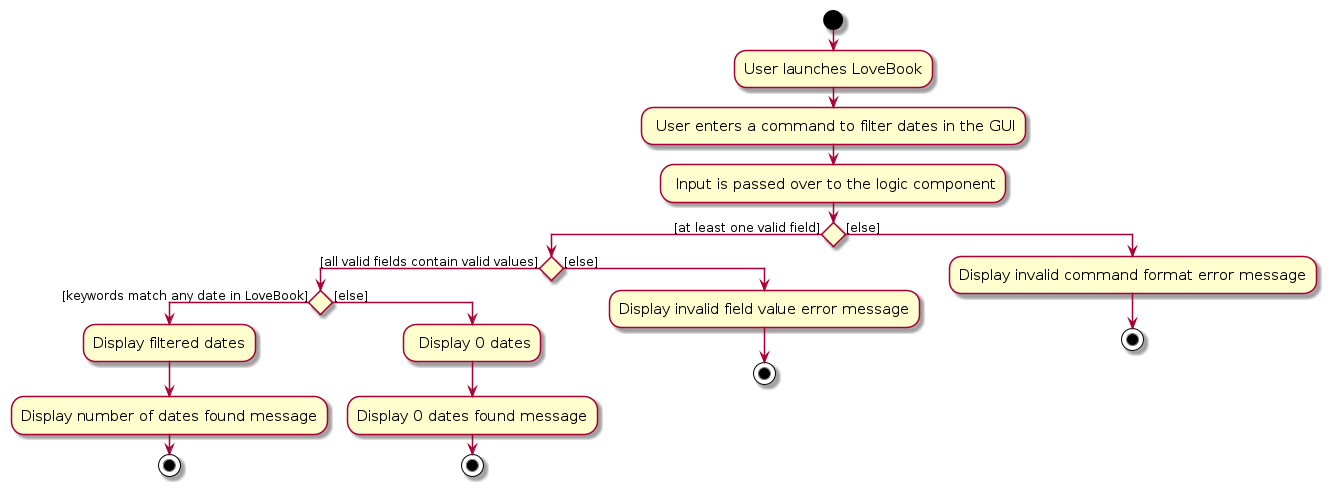 User launches LoveBook
User enters a command to filter dates in the GUI
Input is passed over to the logic component
[at least one valid field]
[else]
[all valid fields contain valid values]
[else]
Display invalid command format error message
[keywords match any date in LoveBook]
[else]
Display invalid field value error message
Display filtered dates
Display 0 dates
Display number of dates found message
Display 0 dates found message